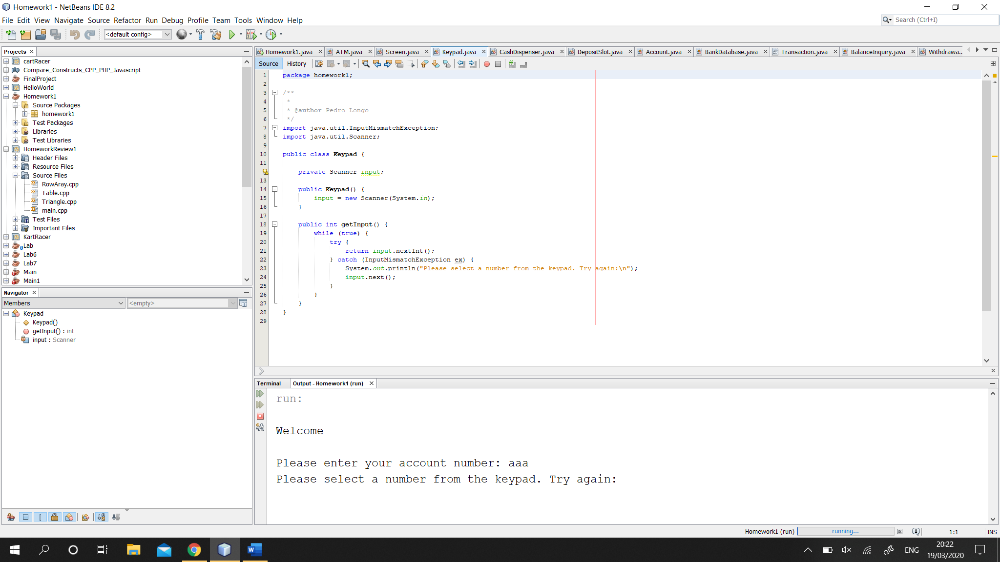 Homework1 - NetBeans IDE 8.2
File Edit View Navigate Source Refactor Run Debug Profile Team Tools Window Help
Search (Ctrl+I)
<default config>
Projects
cartRacer
Compare_Constructs_CPP_PHP_Javascript
FinalProject
HelloWorld
Homework1
Source Packages
homework1
Test Packages
Libraries
Test Libraries
HomeworkReview1
Header Files
Resource Files
Source Files
RowAray.cpp
Table.cpp
Triangle.cpp
main.cpp
Test Files
Important Files
KartRacer
Lab
Lab6
Lab7
Main
Main1
Navigator
Members
<empty>
Keypad
Keypad()
getInput() : int
input : Scanner
Homework1.java ATM.java Screen.java Keypad.java CashDispenser.java DepositSlot.java Account.java BankDatabase.java Transaction.java BalanceInquiry.java Withdrawa...
Source History
1 package homework1;
2
3 /**
4 *
5 * @author Pedro Longo
6 */
7 import java.util.InputMismatchException;
8 import java.util.Scanner;
9
10 public class Keypad {
11
private Scanner input;
13
14 public Keypad() {
15 input = new Scanner(System.in);
16 }
17
18 public int getInput() {
19 while (true) {
20 try {
21 return input.nextInt();
22 } catch (InputMismatchException ex) {
23 System.out.println("Please select a number from the keypad. Try again:\n");
24 input.next();
25 }
26 }
27 }
28 }
29
Terminal Output - Homework1 (run)
run:
Welcome
Please enter your account number: aaa
Please select a number from the keypad. Try again:
Homework1 (run) running... 1 1:1 INS
ENG
20:22
19/03/2020